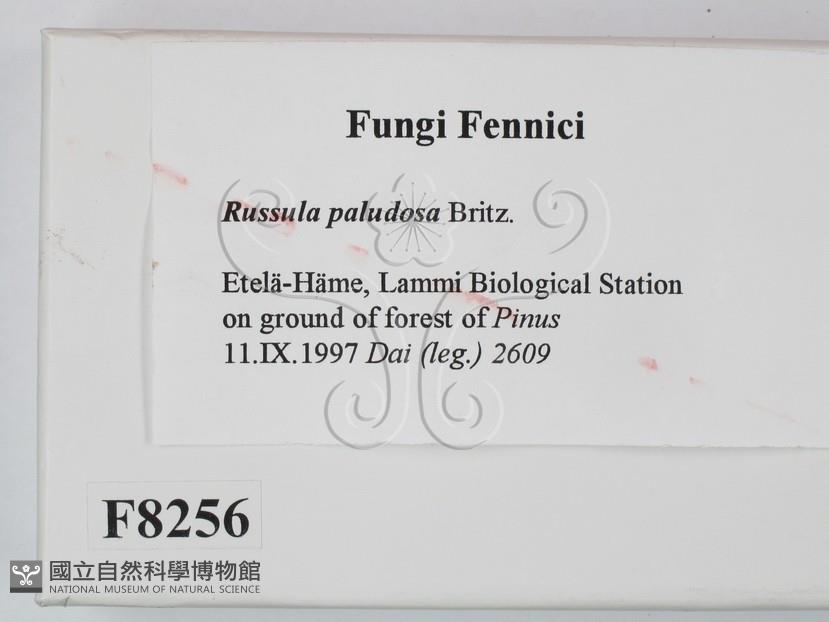 Fungi Fennici
Russula paludosa Britz.
Etelä-Häme, Lammi Biological Station
on ground of forest of Pinus
11.IX.1997 Dai (leg.) 2609
F8256
國立自然科學博物館
NATIONAL MUSEUM OF NATURAL SCIENCE